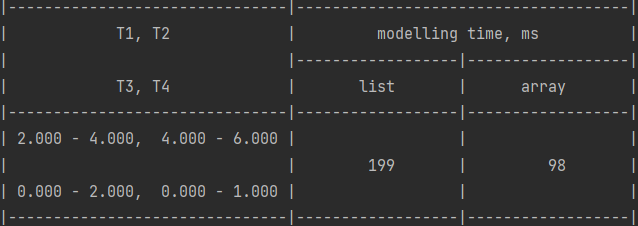 |-------------------------------|-------------------------------------|
|            T1, T2             |         modelling time, ms          |
|                               |------------------|------------------|
|            T3, T4             |       list       |      array       |
|-------------------------------|------------------|------------------|
| 2.000 - 4.000,  4.000 - 6.000 |                  |                  |
|                               |        199       |        98        |
| 0.000 - 2.000,  0.000 - 1.000 |                  |                  |
|-------------------------------|------------------|------------------|